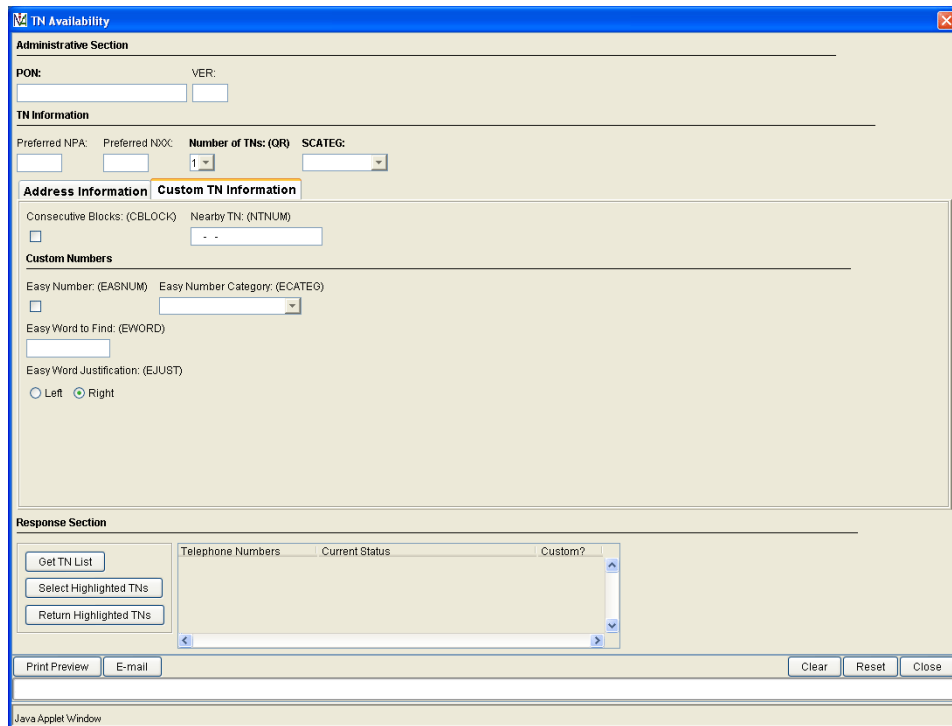 TN Availability
Administrative Section
PON: VER:
TN Information
Preferred NPA: Preferred NXX: Number of TNs: (QR) SCATEG:
1
Address Information Custom TN Information
Consecutive Blocks: (CBLOCK) Nearby TN: (NTNUM)
- -
Custom Numbers
Easy Number: (EASNUM) Easy Number Category: (ECATEG)
Easy Word to Find: (EWORD)
Easy Word Justification: (EJUST)
Left Right
Response Section
Telephone Numbers Current Status Custom?
Get TN List
Select Highlighted TNs
Return Highlighted TNs
Print Preview E-mail Clear Reset Close
Java Applet Window